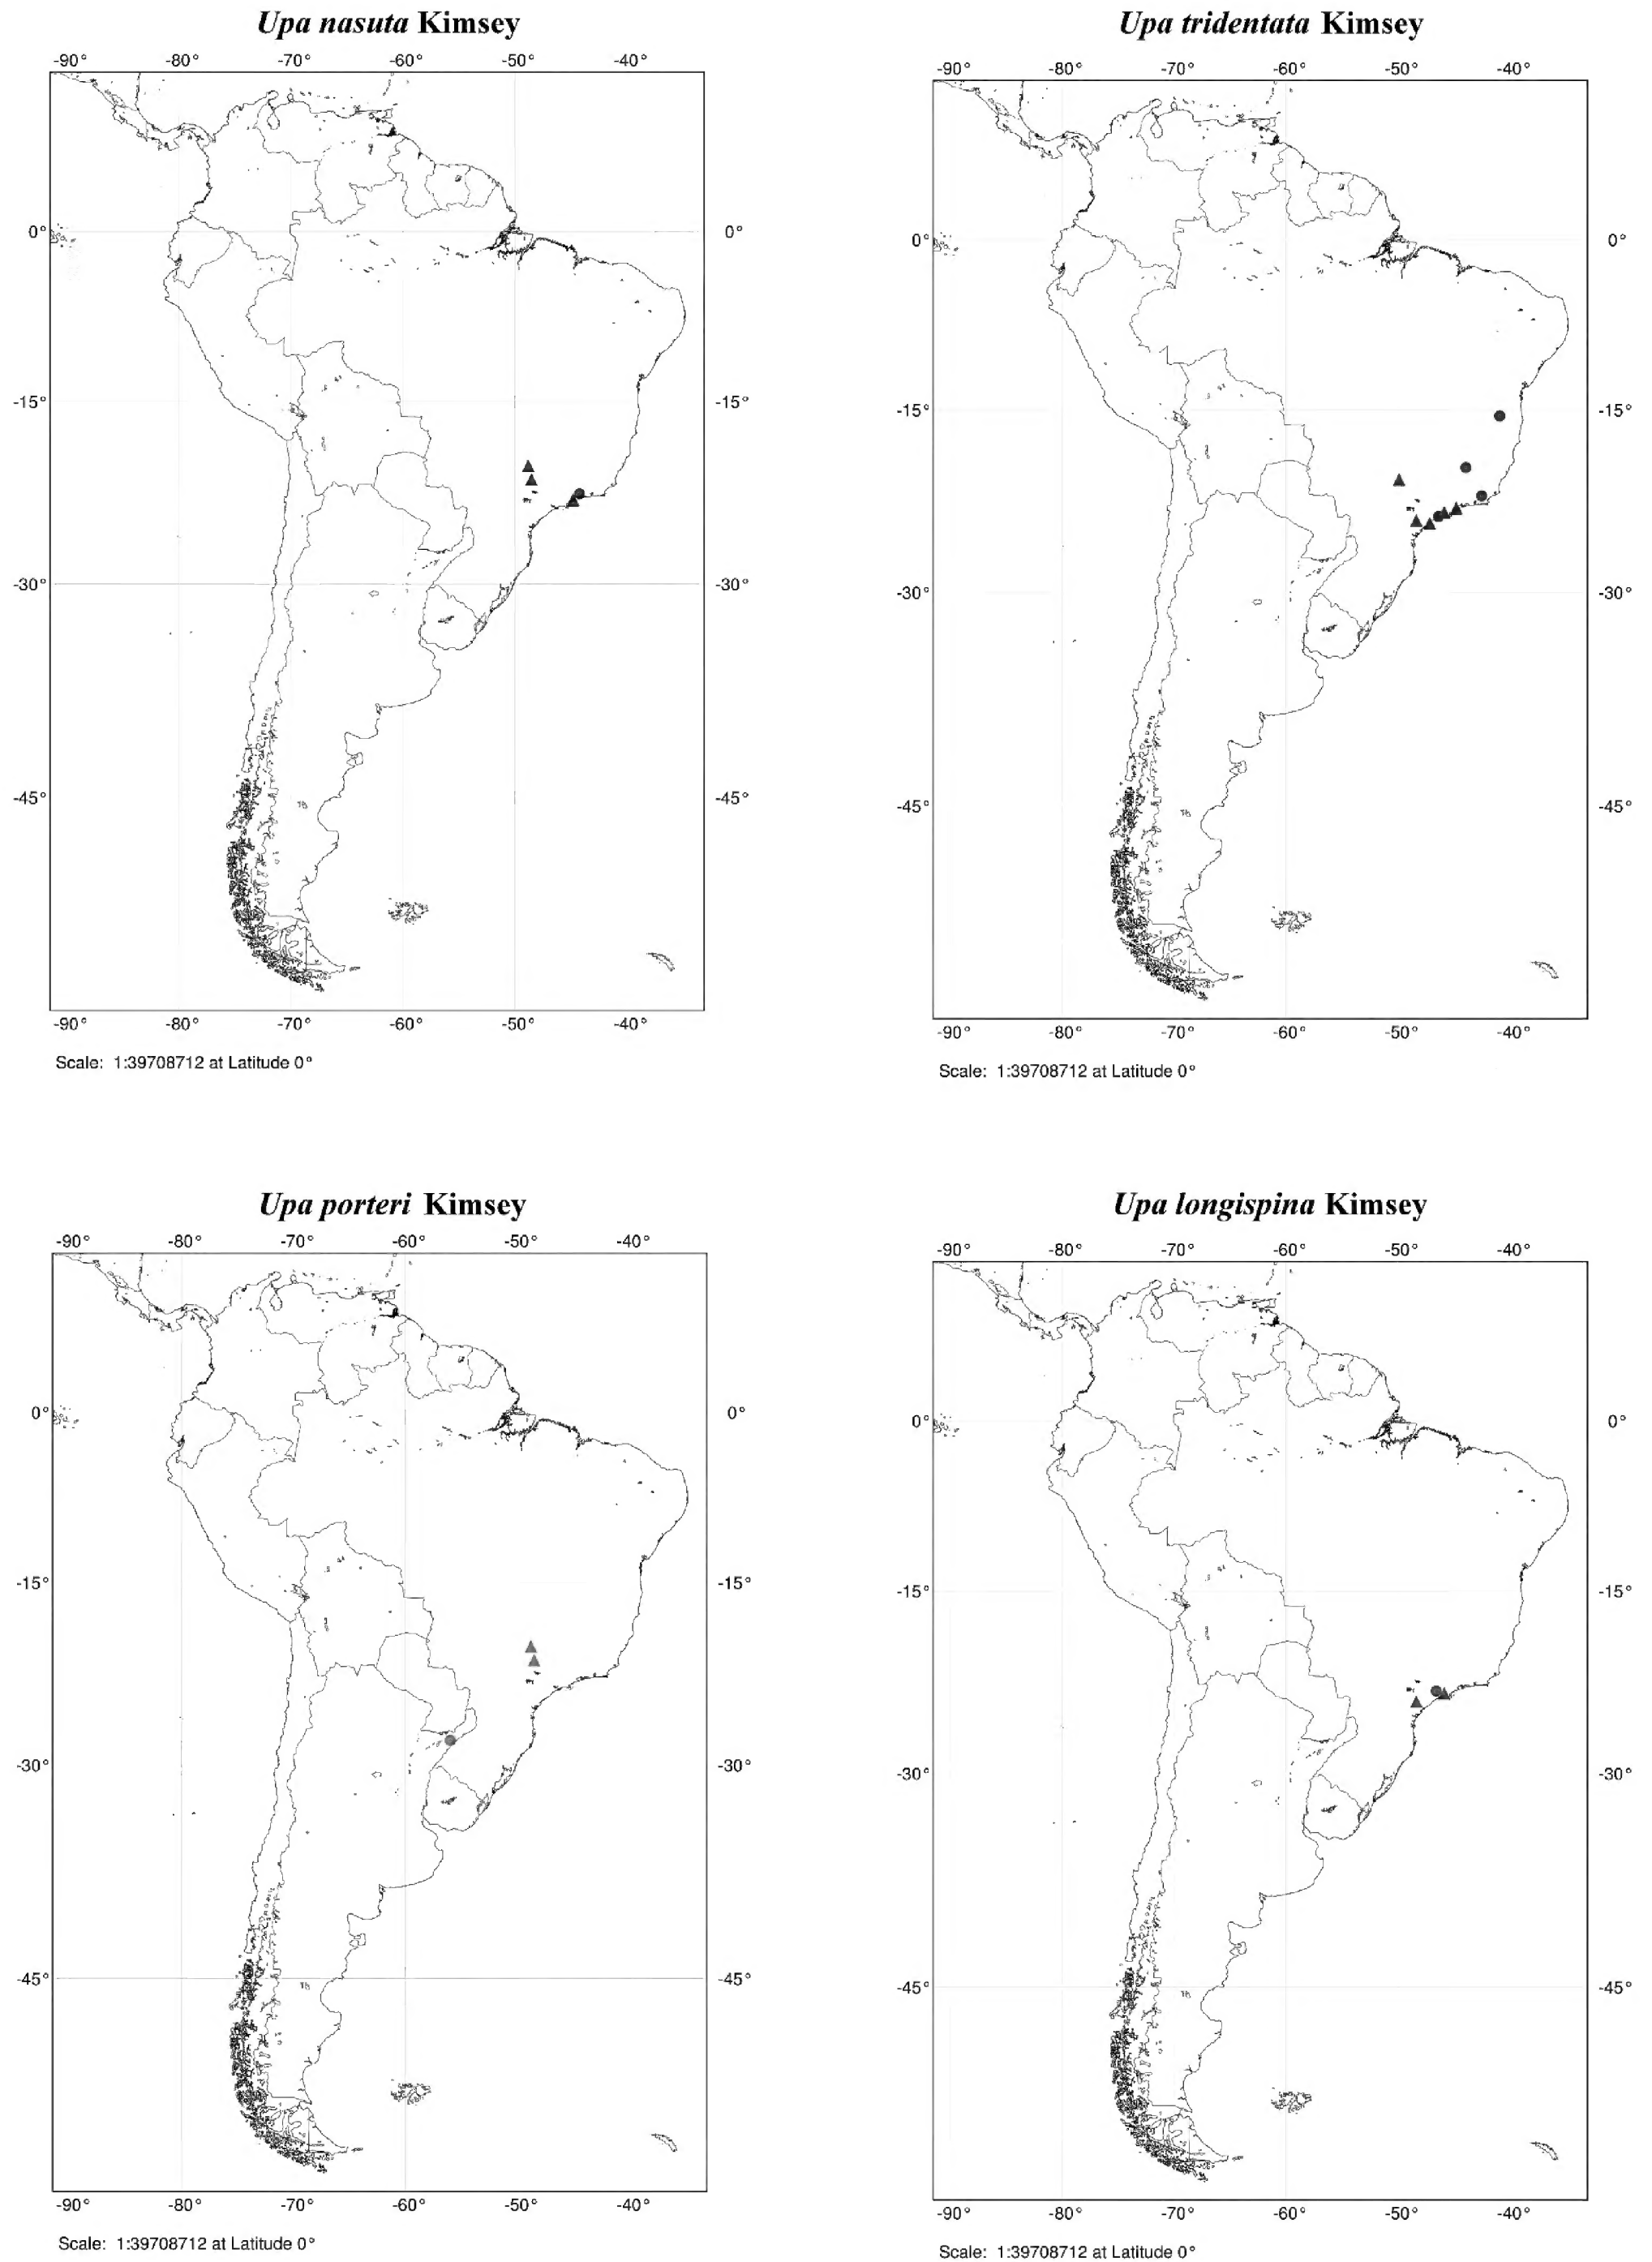 Upa nasuta Kimsey
-90° -80° -70° -60° -50° -40°
0° 0°
-15° -15°
-30° -30°
-45° -45°
-90° -80° -70° -60° -50° -40°
Scale: 1:39708712 at Latitude 0°
Upa tridentata Kimsey
-90° -80° -70° -60° -50° -40°
0° 0°
-15° -15°
-30° -30°
-45° -45°
-90° -80° -70° -60° -50° -40°
Scale: 1:39708712 at Latitude 0°
Upa porteri Kimsey
-90° -80° -70° -60° -50° -40°
0° 0°
-15° -15°
-30° -30°
-45° -45°
-90° -80° -70° -60° -50° -40°
Scale: 1:39708712 at Latitude 0°
Upa longispina Kimsey
-90° -80° -70° -60° -50° -40°
0° 0°
-15° -15°
-30° -30°
-45° -45°
-90° -80° -70° -60° -50° -40°
Scale: 1:39708712 at Latitude 0°